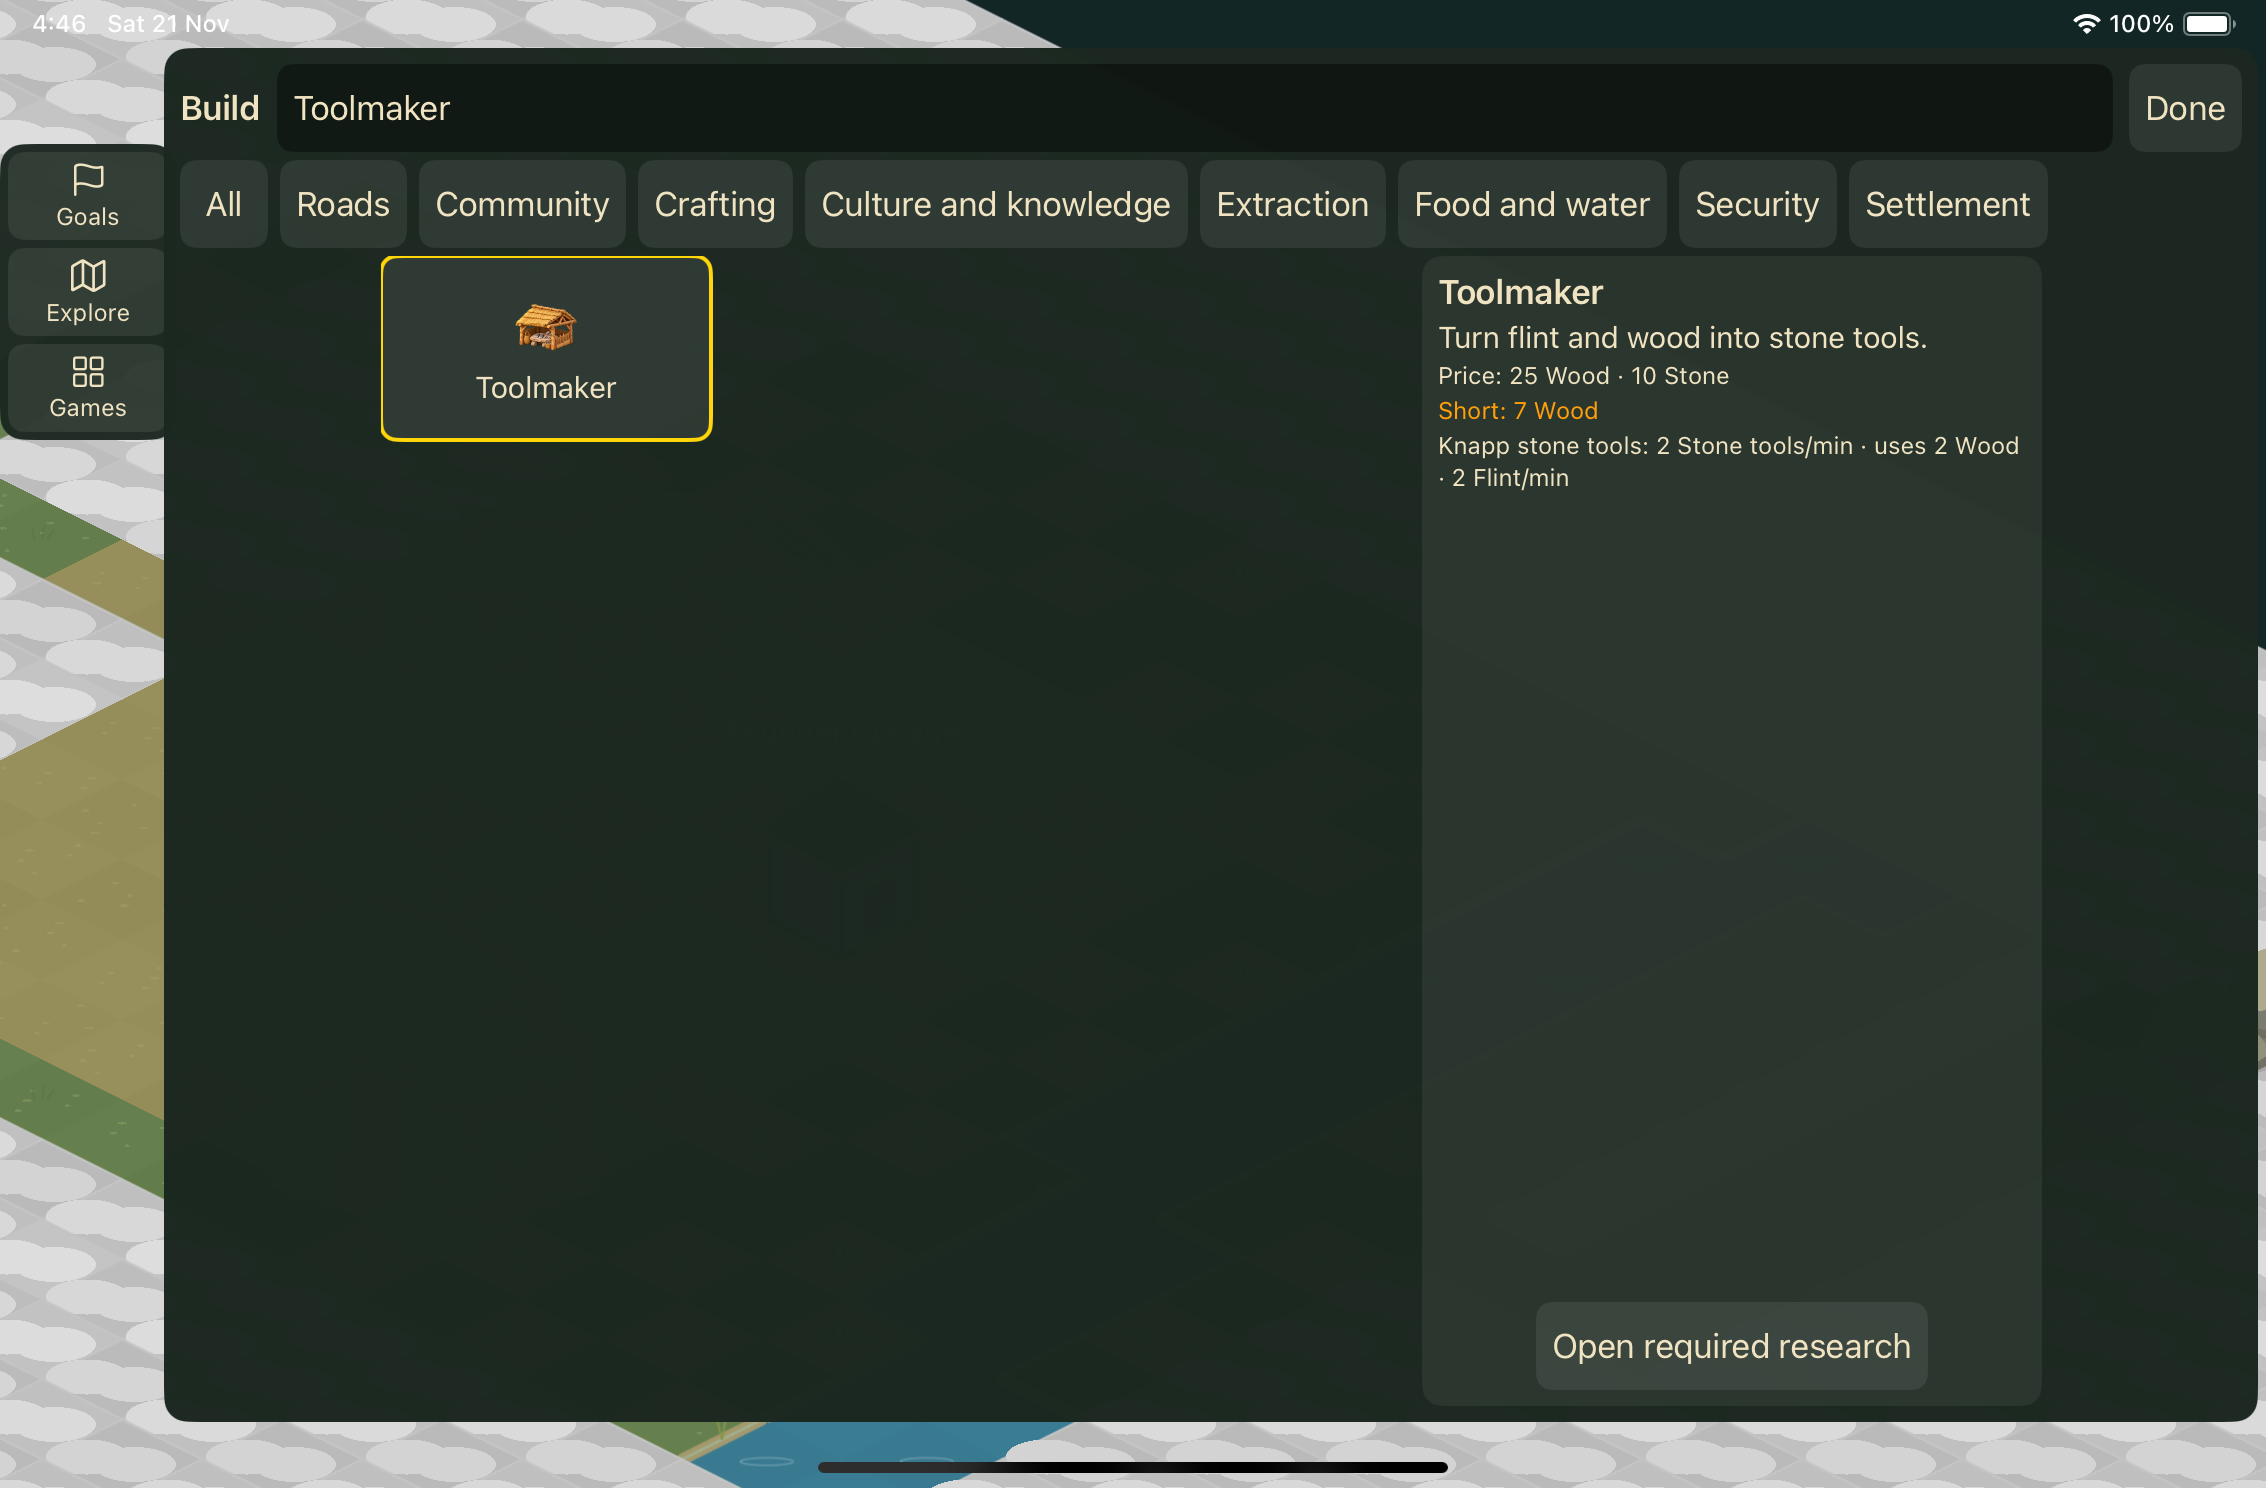 4:46 Sat 21 Nov
100%
Build
Toolmaker
Done
Goals
Explore
Games
All
Roads
Community
Crafting
Culture and knowledge
Extraction
Food and water
Security
Settlement
Toolmaker
Toolmaker
Turn flint and wood into stone tools.
Price: 25 Wood · 10 Stone
Short: 7 Wood
Knapp stone tools: 2 Stone tools/min · uses 2 Wood
· 2 Flint/min
Open required research